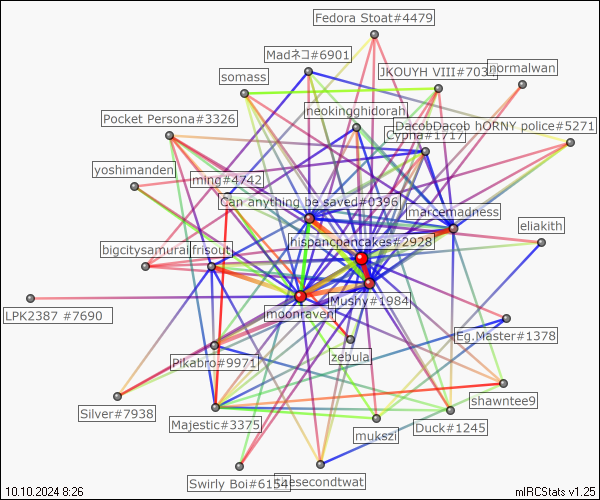 Fedora Stoat#4479
Madネコ#6901
JKOUYH VIII#703
normalwan
somass
neokingghidorah
Pocket Persona#3326
DacobDacob hORNY police#5271
Cypha#1717
yoshimanden
ming#4742
Can anything be saved#0396
marcemadness
eliakith
hispancpancakes#2928
bigcitysamurai
frisout
Mushy#1984
LPK2387 #7690
moonraven
Eg.Master#1378
zebula
Pikabro#9971
shawntee9
Silver#7938
Majestic#3375
Duck#1245
mukszi
Swirly Boi#6154
thesecondtwat
10.10.2024 8:26
mIRCStats v1.25